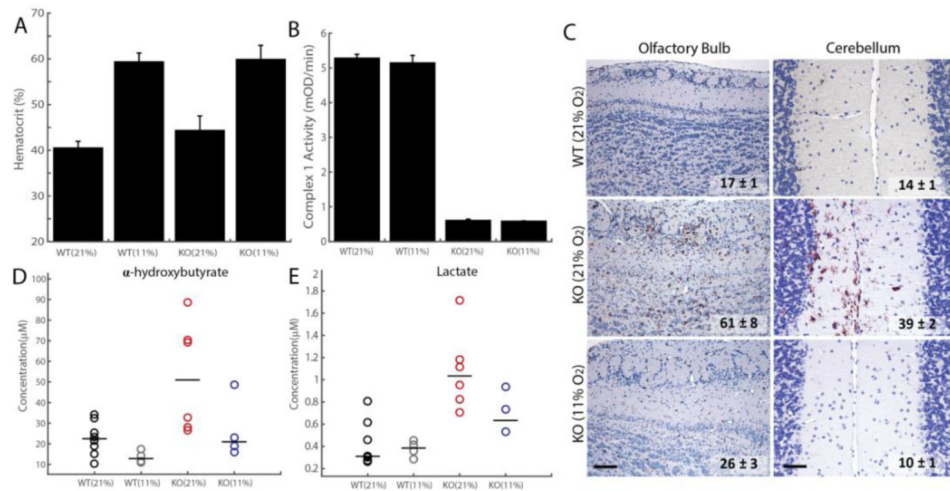 A
Hematocrit (%)
70
60
50
40
30
20
WT(21%) WT(11%) KO(21%) KO(11%)
B
Complex 1 Activity (mOD/min)
6
5
4
3
2
1
0
WT(21%) WT(11%) KO(21%) KO(11%)
C
Olfactory Bulb Cerebellum
WT (21% O₂)
17 ± 1 14 ± 1
KO (21% O₂)
61 ± 8 39 ± 2
KO (11% O₂)
26 ± 3 10 ± 1
D
α-hydroxybutyrate
Concentration(μM)
100
90
80
70
60
50
40
30
20
10
WT(21%) WT(11%) KO(21%) KO(11%)
E
Lactate
Concentration(μM)
2
1.8
1.6
1.4
1.2
1
0.8
0.6
0.4
0.2
WT(21%) WT(11%) KO(21%) KO(11%)